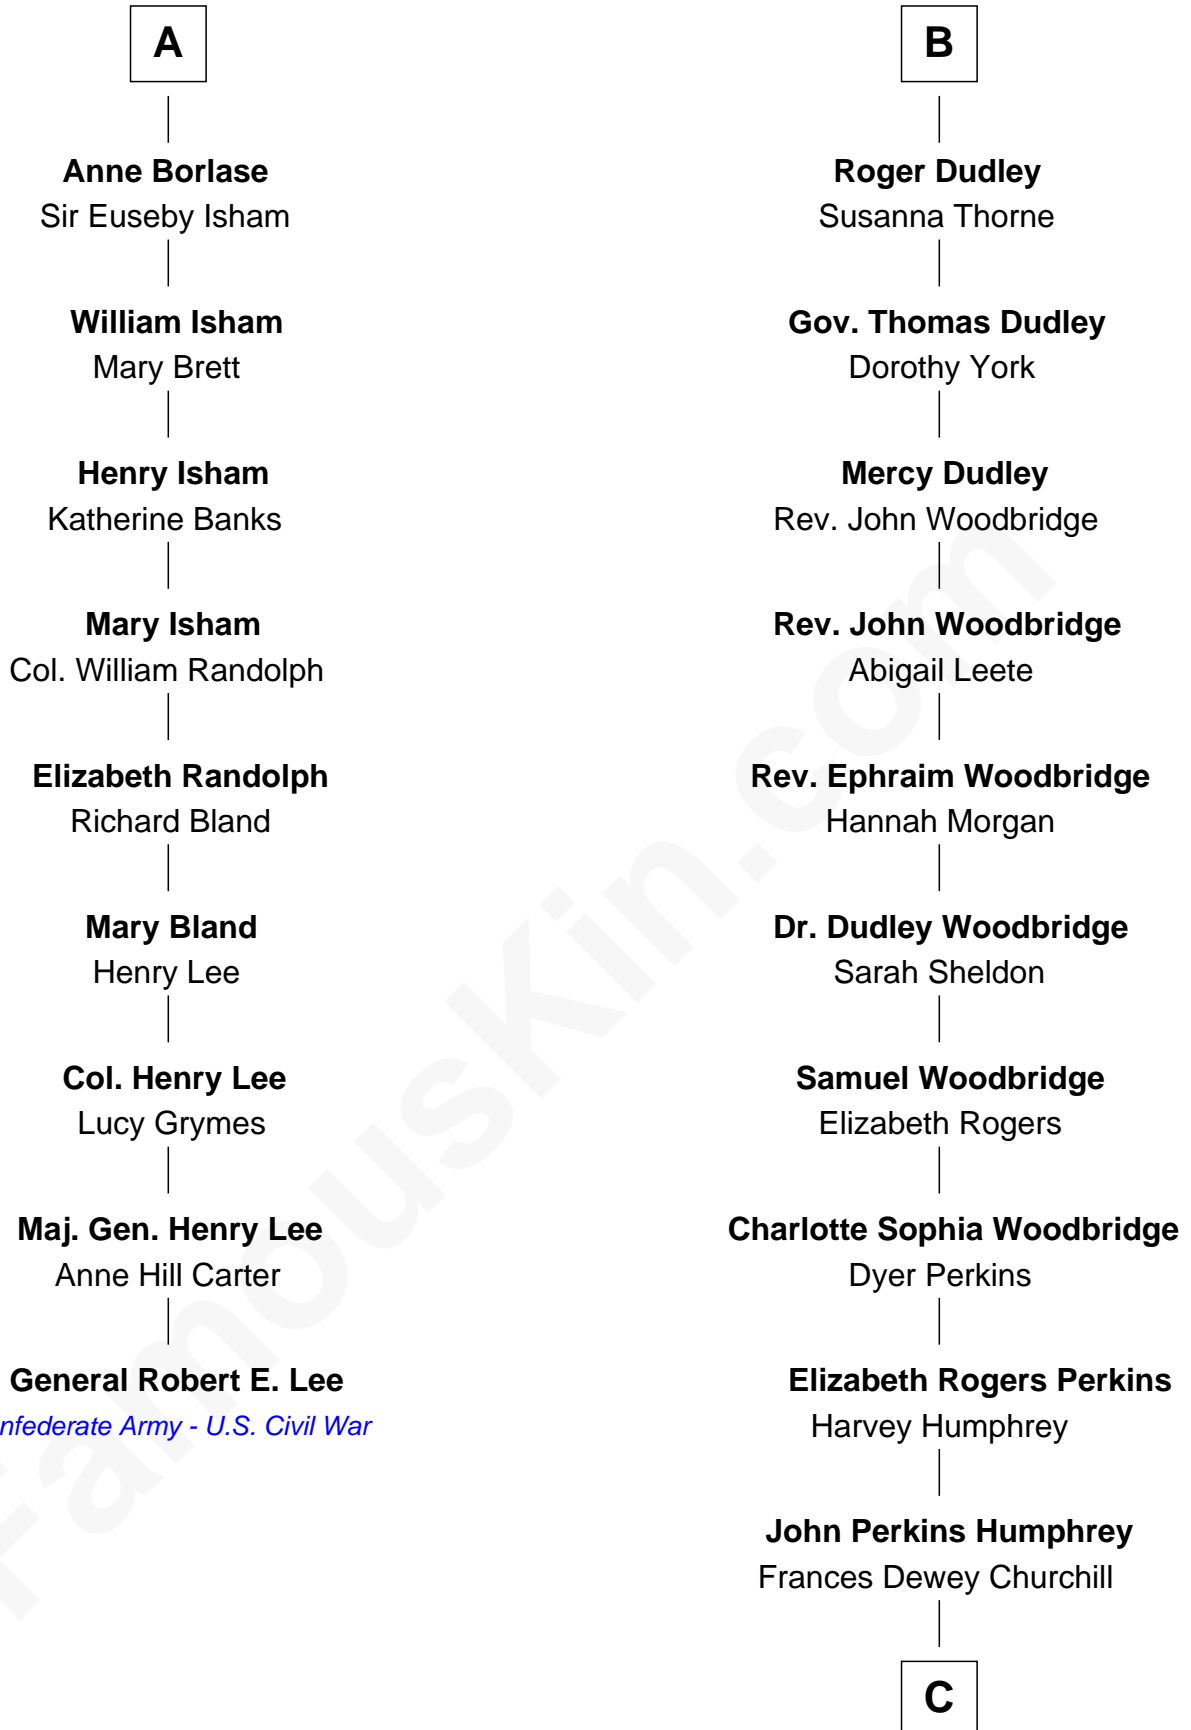 A
Anne Borlase
Sir Euseby Isham
William Isham
Mary Brett
Henry Isham
Katherine Banks
Mary Isham
Col. William Randolph
Elizabeth Randolph
Richard Bland
Mary Bland
Henry Lee
Col. Henry Lee
Lucy Grymes
Maj. Gen. Henry Lee
Anne Hill Carter
General Robert E. Lee
nfederate Army - U.S. Civil War
B
Roger Dudley
Susanna Thorne
Gov. Thomas Dudley
Dorothy York
Mercy Dudley
Rev. John Woodbridge
Rev. John Woodbridge
Abigail Leete
Rev. Ephraim Woodbridge
Hannah Morgan
Dr. Dudley Woodbridge
Sarah Sheldon
Samuel Woodbridge
Elizabeth Rogers
Charlotte Sophia Woodbridge
Dyer Perkins
Elizabeth Rogers Perkins
Harvey Humphrey
John Perkins Humphrey
Frances Dewey Churchill
C
FamousKin.com